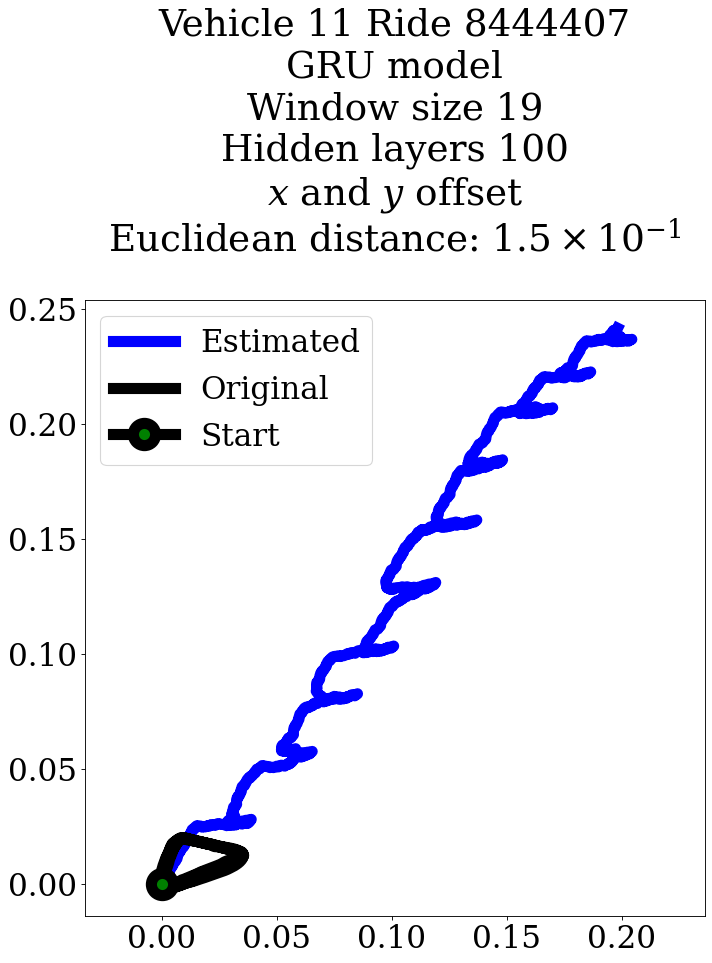 Vehicle 11 Ride 8444407
GRU model
Window size 19
Hidden layers 100
x and y offset
Euclidean distance: 1.5 × 10⁻¹
0.25
0.20
0.15
0.10
0.05
0.00
Estimated
Original
Start
0.00 0.05 0.10 0.15 0.20